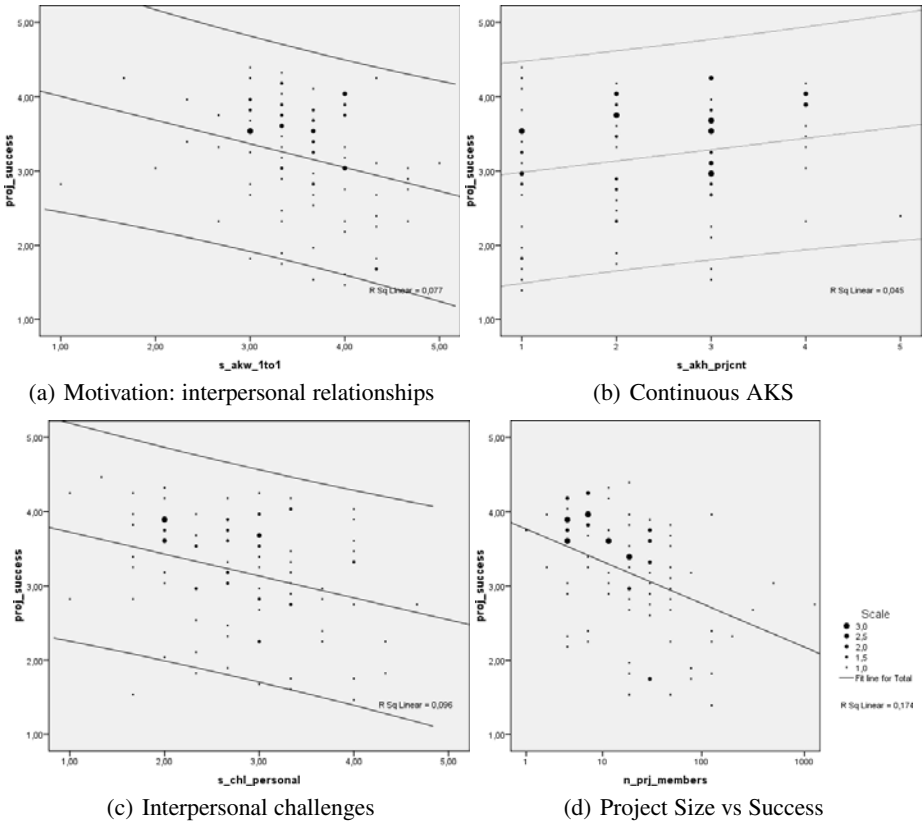 proj_success
5,00
4,00
3,00
2,00
1,00
R Sq Linear = 0,077
1,00 2,00 3,00 4,00 5,00
s_akw_1to1
(a) Motivation: interpersonal relationships
proj_success
5,00
4,00
3,00
2,00
1,00
R Sq Linear = 0,045
1 2 3 4 5
s_akh_prjcnt
(b) Continuous AKS
proj_success
5,00
4,00
3,00
2,00
1,00
R Sq Linear = 0,096
1,00 2,00 3,00 4,00 5,00
s_chl_personal
(c) Interpersonal challenges
proj_success
5,00
4,00
3,00
2,00
1,00
1 10 100 1000
n_prj_members
Scale
3,0
2,5
2,0
1,5
1,0
Fit line for Total
R Sq Linear = 0,174
(d) Project Size vs Success